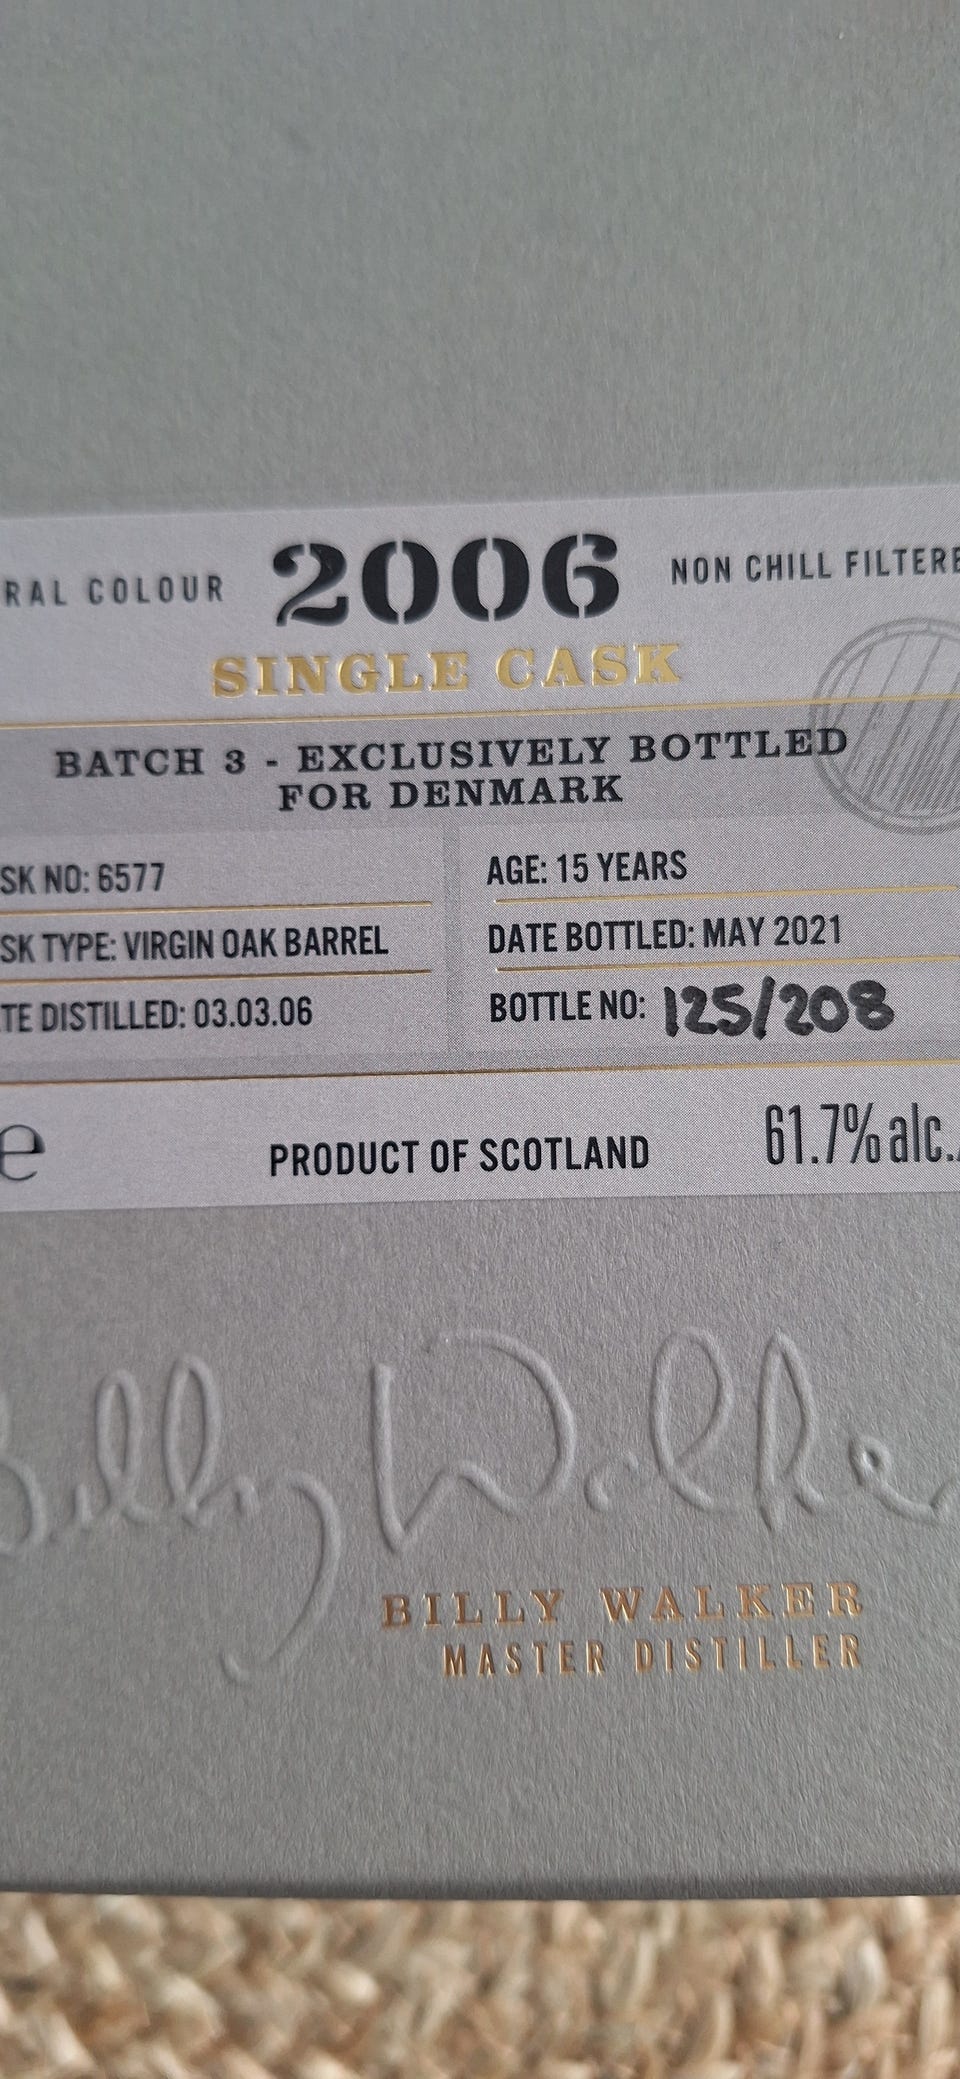 RAL COLOUR 2006 NON CHILL FILTERE
SINGLE CASK
BATCH 3 - EXCLUSIVELY BOTTLED
FOR DENMARK
SK NO: 6577
SK TYPE: VIRGIN OAK BARREL
TE DISTILLED: 03.03.06
AGE: 15 YEARS
DATE BOTTLED: MAY 2021
BOTTLE NO: 125/208
e PRODUCT OF SCOTLAND 61.7% alc.
Billy Walke
BILLY WALKER
MASTER DISTILLER